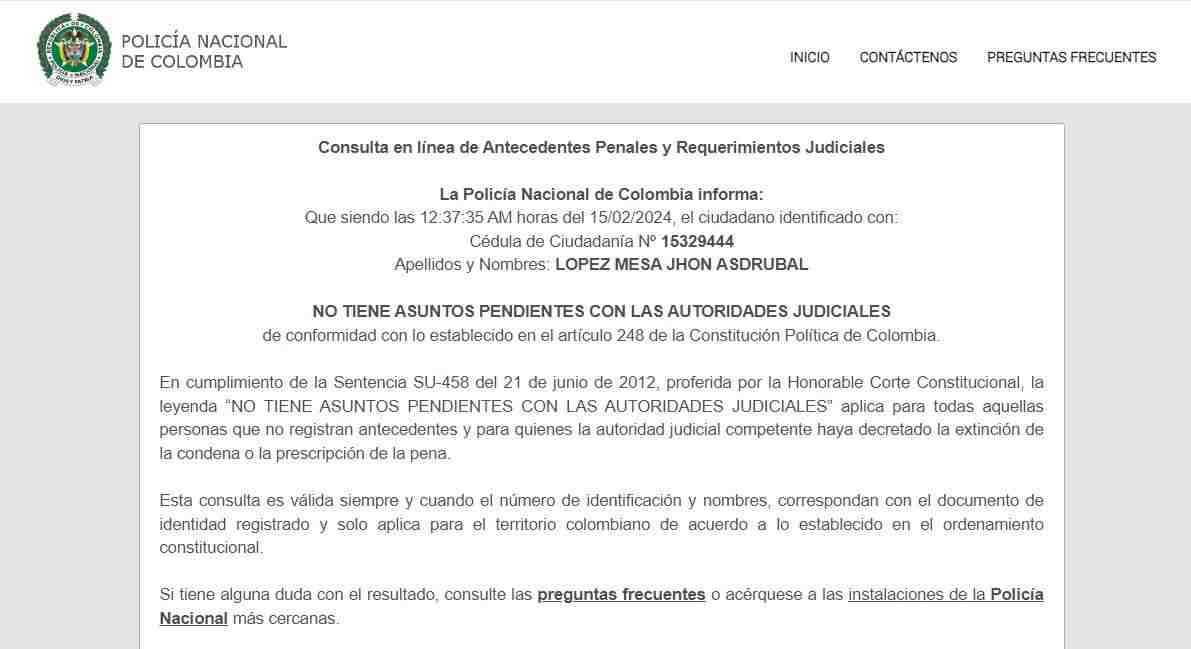 POLICÍA NACIONAL
DE COLOMBIA
INICIO
CONTÁCTENOS
PREGUNTAS FRECUENTES
Consulta en línea de Antecedentes Penales y Requerimientos Judiciales
La Policía Nacional de Colombia informa:
Que siendo las 12:37:35 AM horas del 15/02/2024, el ciudadano identificado con:
Cédula de Ciudadanía Nº 15329444
Apellidos y Nombres: LOPEZ MESA JHON ASDRUBAL
NO TIENE ASUNTOS PENDIENTES CON LAS AUTORIDADES JUDICIALES
de conformidad con lo establecido en el artículo 248 de la Constitución Política de Colombia.
En cumplimiento de la Sentencia SU-458 del 21 de junio de 2012, proferida por la Honorable Corte Constitucional, la
leyenda “NO TIENE ASUNTOS PENDIENTES CON LAS AUTORIDADES JUDICIALES” aplica para todas aquellas
personas que no registran antecedentes y para quienes la autoridad judicial competente haya decretado la extinción de
la condena o la prescripción de la pena.
Esta consulta es válida siempre y cuando el número de identificación y nombres, correspondan con el documento de
identidad registrado y solo aplica para el territorio colombiano de acuerdo a lo establecido en el ordenamiento
constitucional.
Si tiene alguna duda con el resultado, consulte las preguntas frecuentes o acérquese a las instalaciones de la Policía
Nacional más cercanas.